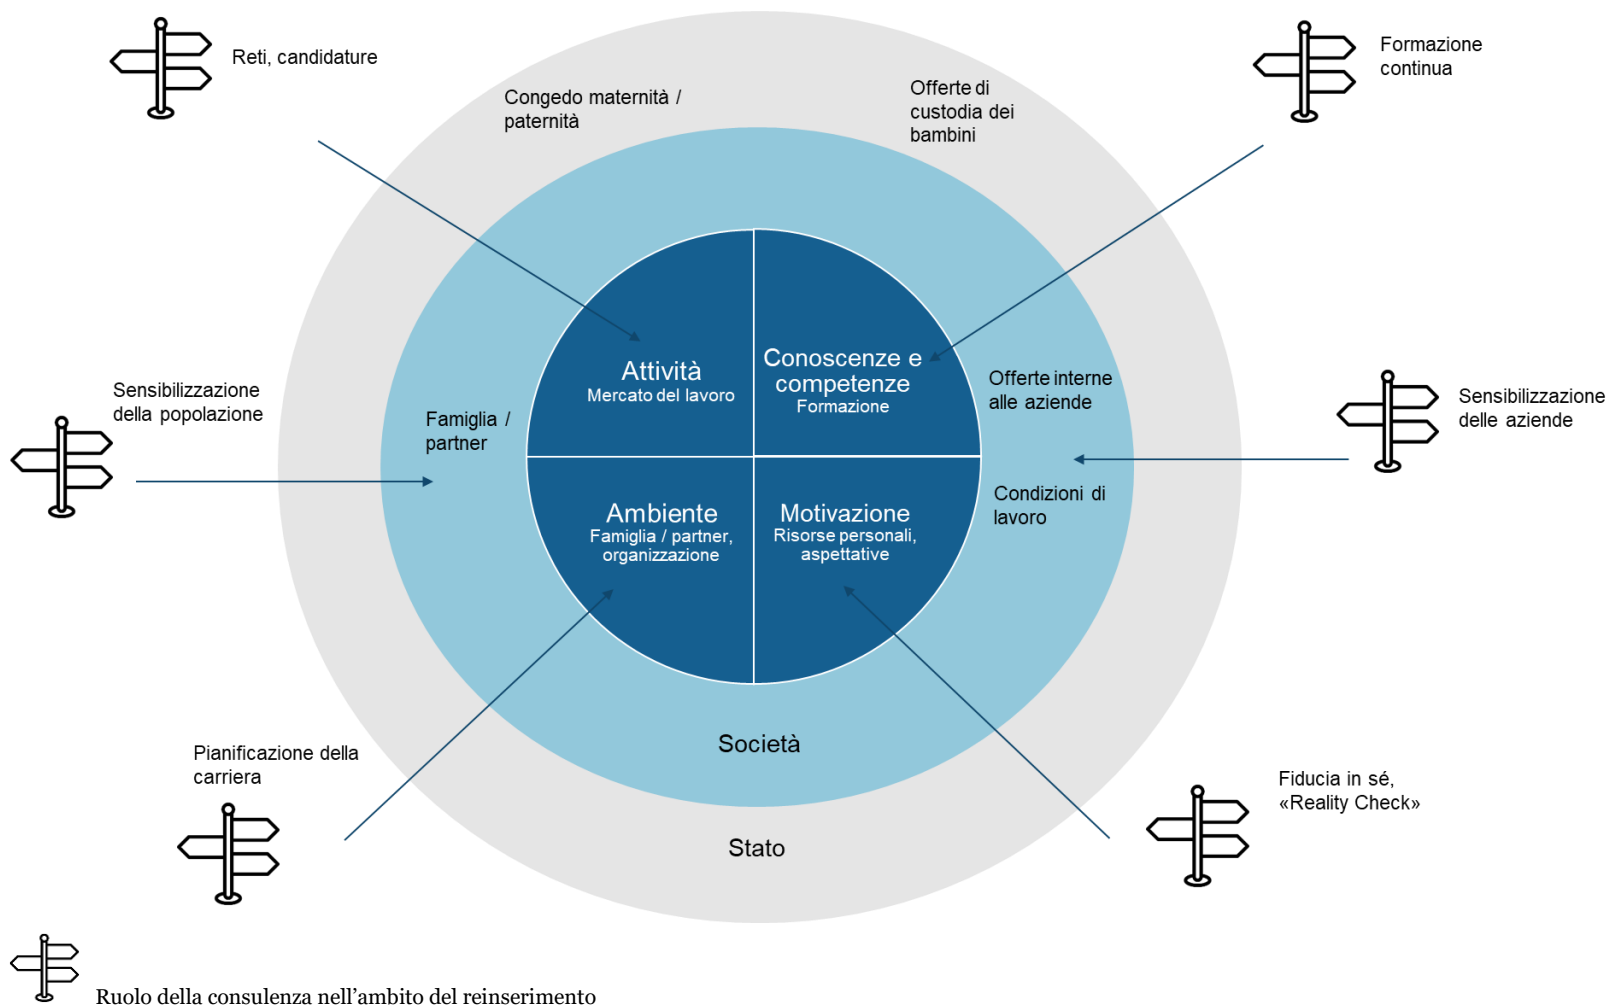 Reti, candidature
Formazione
continua
Congedo maternità /
paternità
Offerte di
custodia dei
bambini
Attività
Mercato del lavoro
Conoscenze e
competenze
Formazione
Offerte interne
alle aziende
Sensibilizzazione
della popolazione
Famiglia /
partner
Sensibilizzazione
delle aziende
Ambiente
Famiglia / partner,
organizzazione
Motivazione
Risorse personali,
aspettative
Condizioni di
lavoro
Società
Pianificazione della
carriera
Fiducia in sé,
«Reality Check»
Stato
Ruolo della consulenza nell’ambito del reinserimento